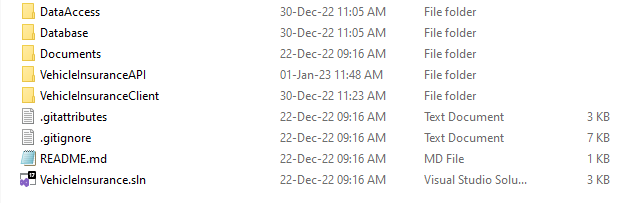 DataAccess 30-Dec-22 11:05 AM File folder
Database 30-Dec-22 11:05 AM File folder
Documents 22-Dec-22 09:16 AM File folder
VehicleInsuranceAPI 01-Jan-23 11:48 AM File folder
VehicleInsuranceClient 30-Dec-22 11:23 AM File folder
.gitattributes 22-Dec-22 09:16 AM Text Document 3 KB
.gitignore 22-Dec-22 09:16 AM Text Document 7 KB
README.md 22-Dec-22 09:16 AM MD File 1 KB
VehicleInsurance.sln 22-Dec-22 09:16 AM Visual Studio Solu... 3 KB